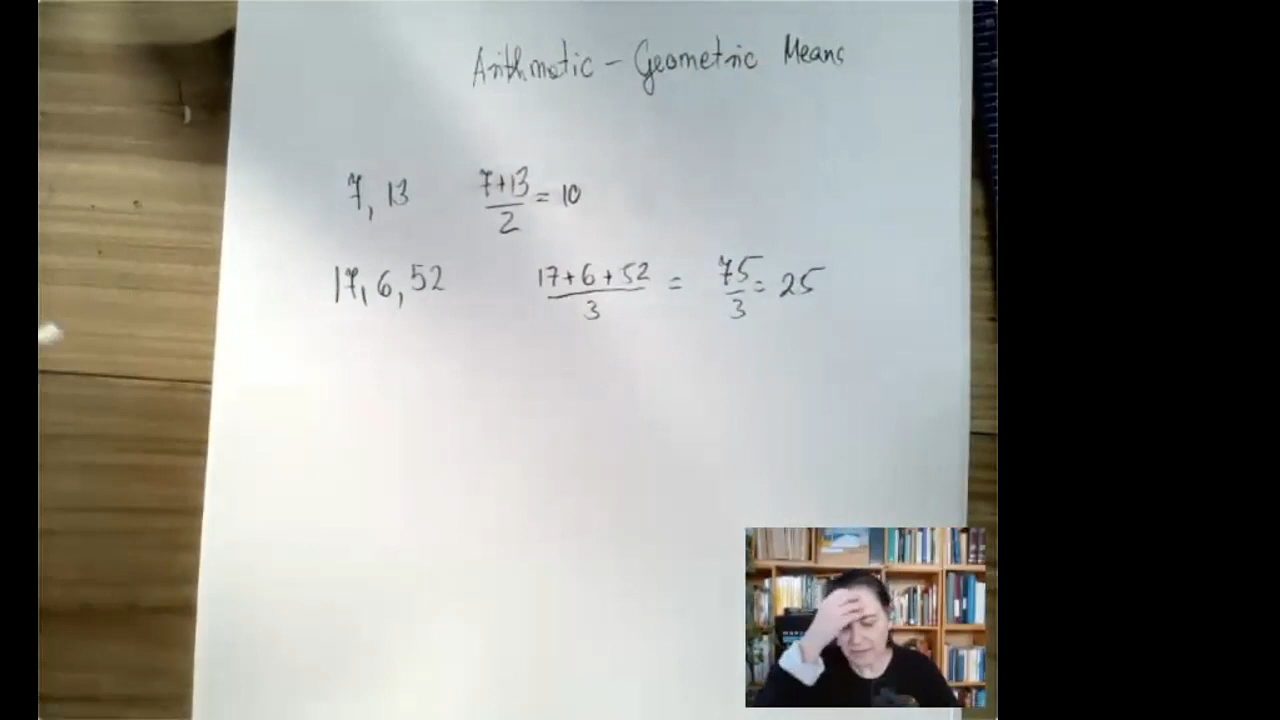 Arithmetic - Geometric Means
7, 13 7+13/2 = 10
17, 6, 52 17+6+52/3 = 75/3 = 25